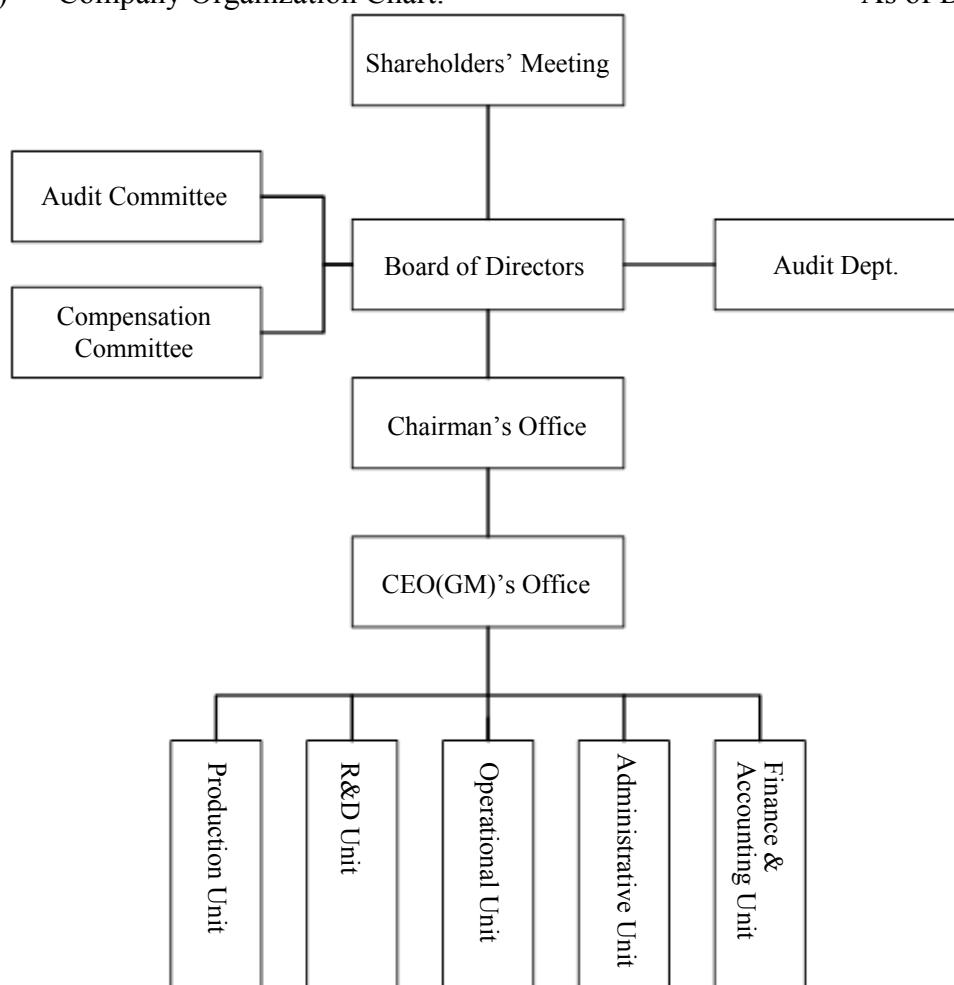 Company Organization Chart.
As of
Shareholders’ Meeting
Audit Committee
Board of Directors
Audit Dept.
Compensation
Committee
Chairman’s Office
CEO(GM)’s Office
Production Unit
R&D Unit
Operational Unit
Administrative Unit
Finance &
Accounting Unit